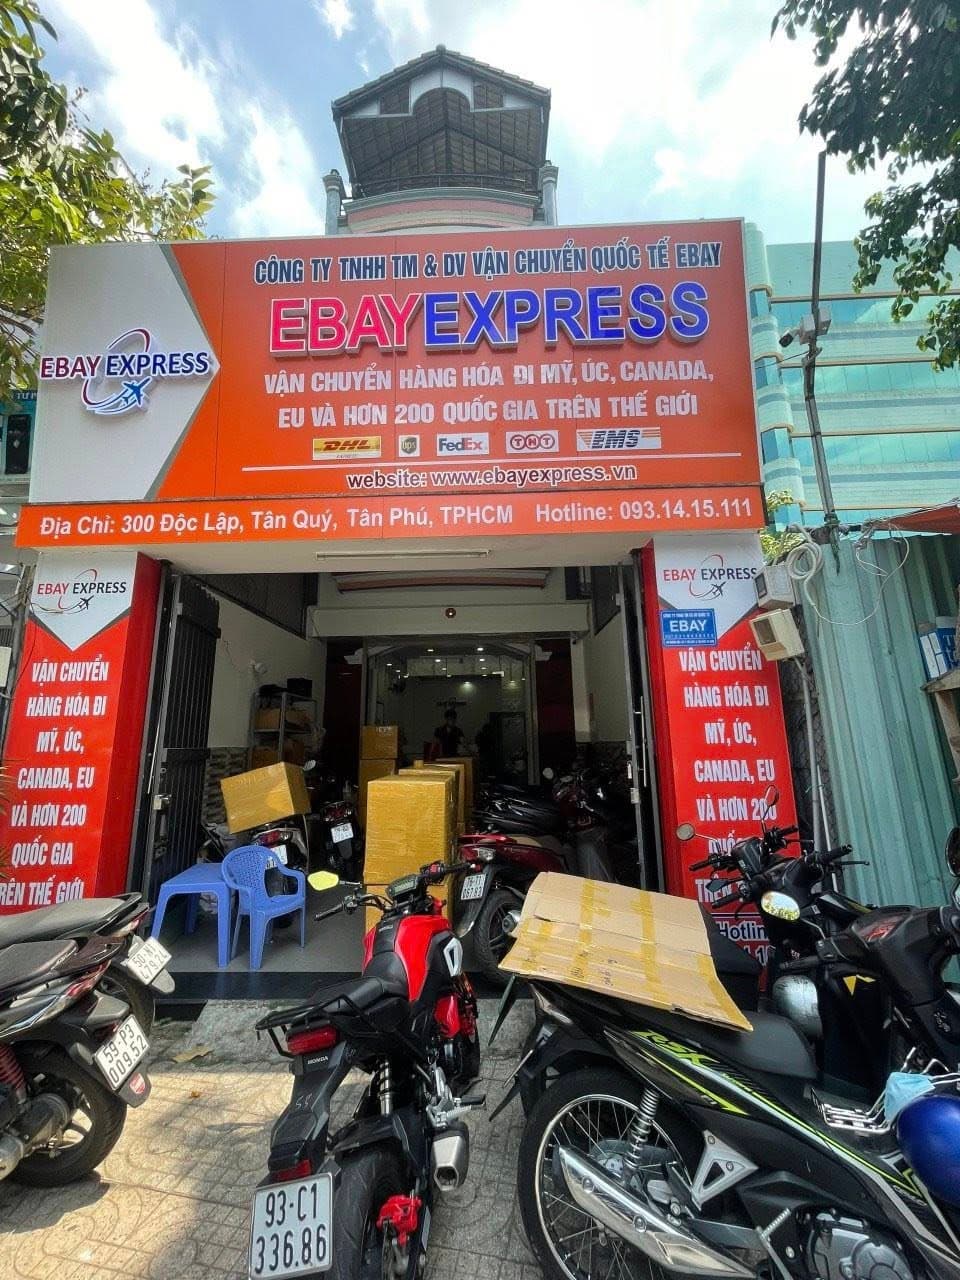 CÔNG TY TNHH TM & DV VẬN CHUYỂN QUỐC TẾ EBAY
EBAYEXPRESS
EBAY EXPRESS
VẬN CHUYỂN HÀNG HÓA ĐI MỸ, ÚC, CANADA,
EU VÀ HƠN 200 QUỐC GIA TRÊN THẾ GIỚI
DHL
ups
FedEx
TNT
EMS
website: www.ebayexpress.vn
Địa Chỉ: 300 Độc Lập, Tân Quý, Tân Phú, TPHCM Hotline: 093.14.15.111
EBAY EXPRESS
VẬN CHUYỂN
HÀNG HÓA ĐI
MỸ, ÚC,
CANADA, EU
VÀ HƠN 200
QUỐC GIA
TRÊN THẾ GIỚI
EBAY EXPRESS
EBAY
VẬN CHUYỂN
HÀNG HÓA ĐI
MỸ, ÚC,
CANADA, EU
VÀ HƠN 200
Hotlin
59-P3
009.52
HONDA
93-C1
336.86